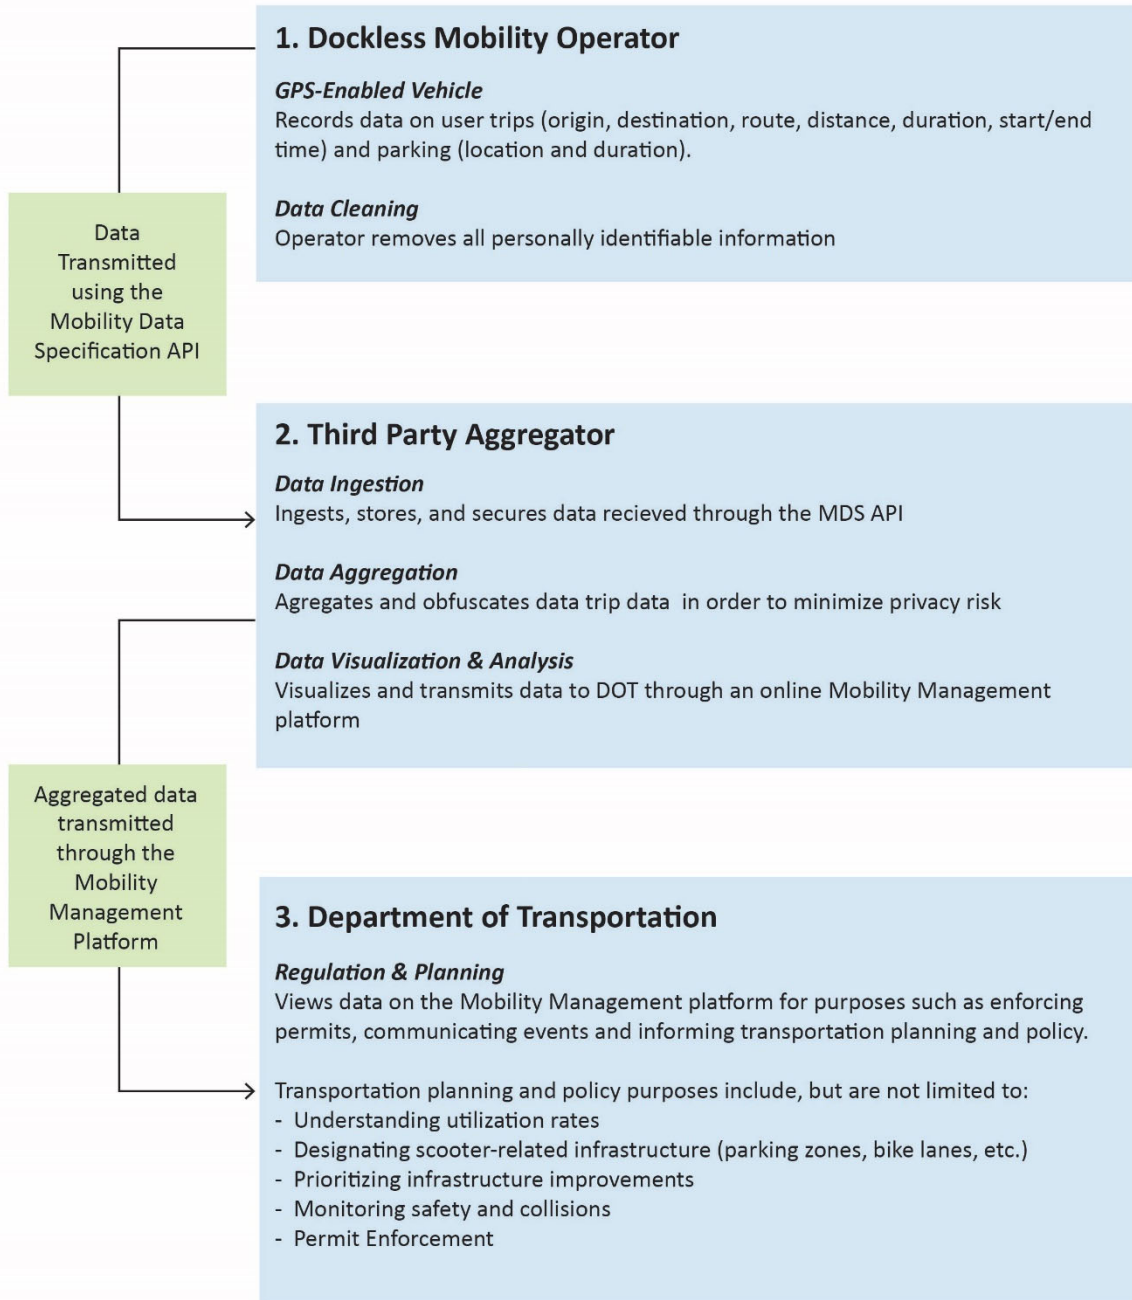 1. Dockless Mobility Operator
GPS-Enabled Vehicle
Records data on user trips (origin, destination, route, distance, duration, start/end
time) and parking (location and duration).
Data Cleaning
Operator removes all personally identifiable information
Data
Transmitted
using the
Mobility Data
Specification API
2. Third Party Aggregator
Data Ingestion
Ingests, stores, and secures data recieved through the MDS API
Data Aggregation
Agregates and obfuscates data trip data in order to minimize privacy risk
Data Visualization & Analysis
Visualizes and transmits data to DOT through an online Mobility Management
platform
Aggregated data
transmitted
through the
Mobility
Management
Platform
3. Department of Transportation
Regulation & Planning
Views data on the Mobility Management platform for purposes such as enforcing
permits, communicating events and informing transportation planning and policy.
Transportation planning and policy purposes include, but are not limited to:
- Understanding utilization rates
- Designating scooter-related infrastructure (parking zones, bike lanes, etc.)
- Prioritizing infrastructure improvements
- Monitoring safety and collisions
- Permit Enforcement